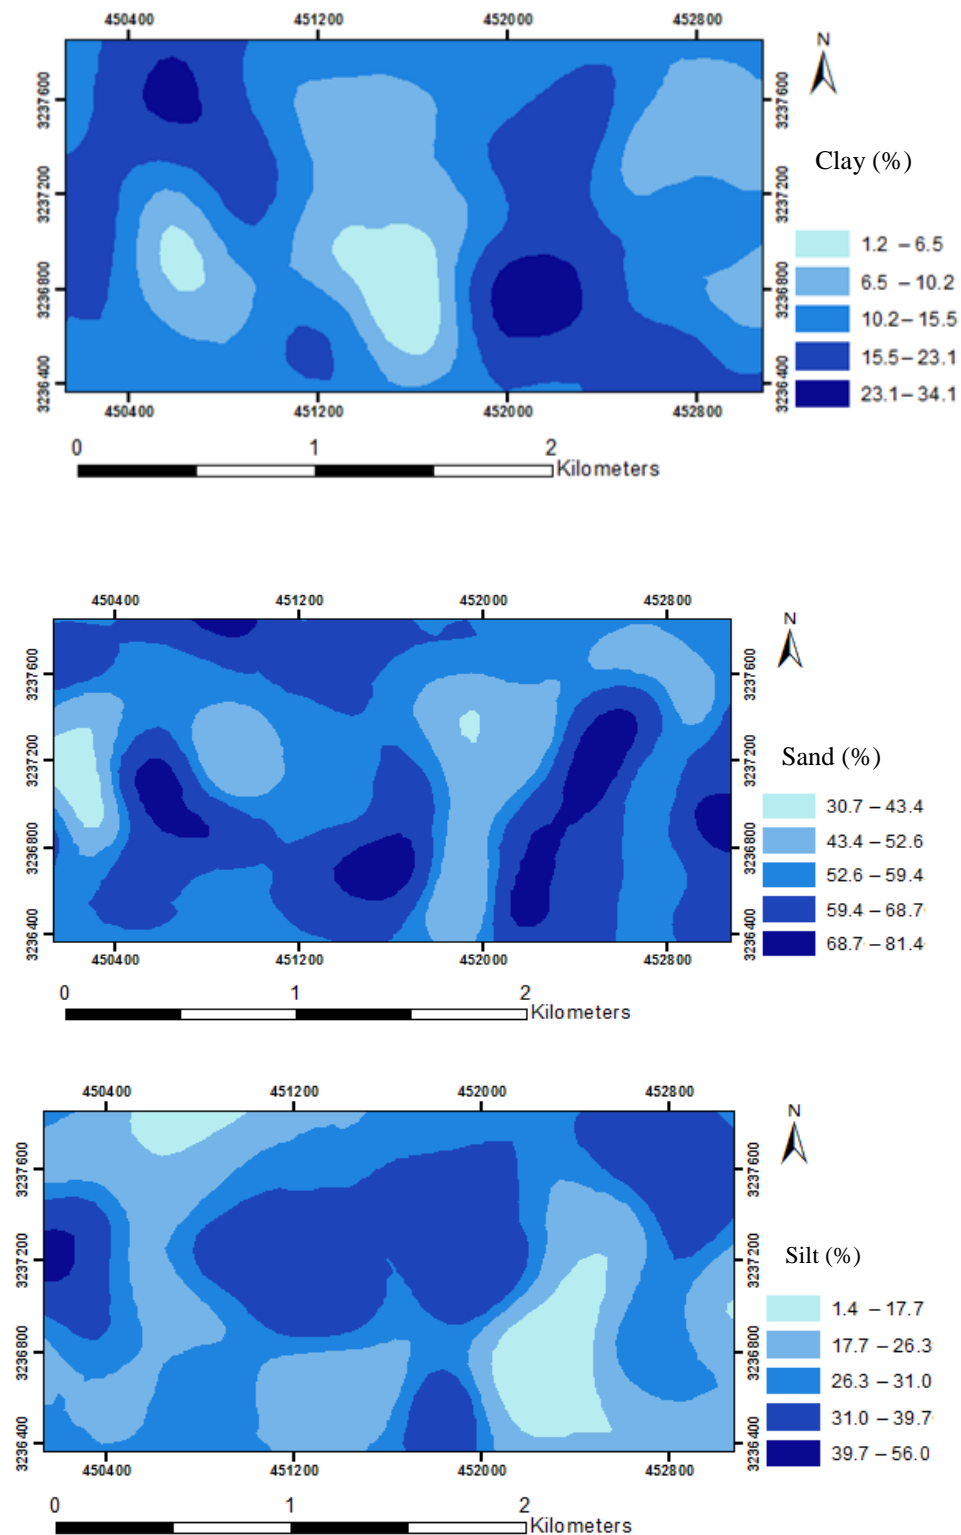 450400 451200 452000 452800
N
3237600 3237600
Clay (%)
3237200 3237200
1.2 – 6.5
6.5 – 10.2
3236800 3236800
10.2 – 15.5
15.5 – 23.1
3236400 3236400
23.1 – 34.1
450400 451200 452000 452800
0 1 2
Kilometers
450400 451200 452000 452800
N
3237600 3237600
3237200 3237200
Sand (%)
30.7 – 43.4
43.4 – 52.6
3236800 3236800
52.6 – 59.4
59.4 – 68.7
3236400 3236400
68.7 – 81.4
450400 451200 452000 452800
0 1 2
Kilometers
450400 451200 452000 452800
N
3237600 3237600
3237200 3237200
Silt (%)
1.4 – 17.7
17.7 – 26.3
3236800 3236800
26.3 – 31.0
31.0 – 39.7
3236400 3236400
39.7 – 56.0
450400 451200 452000 452800
0 1 2
Kilometers